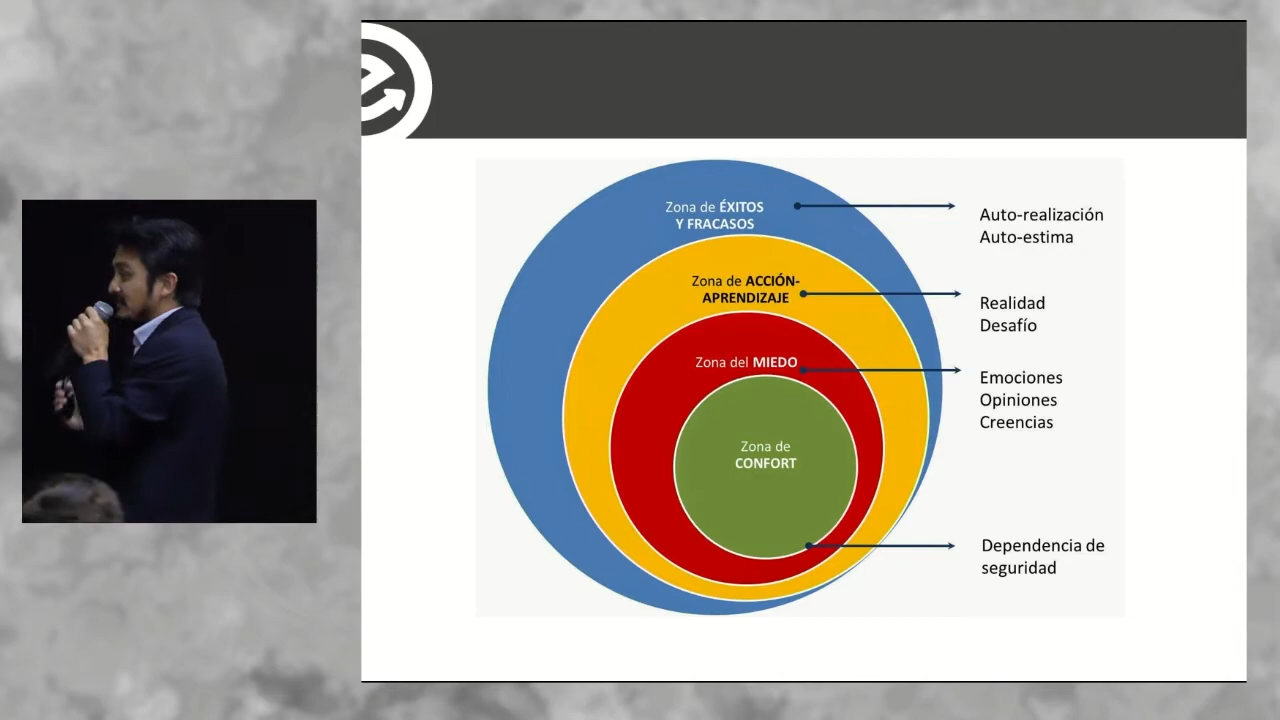 Zona de ÉXITOS
Y FRACASOS
Auto-realización
Auto-estima
Zona de ACCIÓN-
APRENDIZAJE
Realidad
Desafío
Zona del MIEDO
Emociones
Opiniones
Creencias
Zona de
CONFORT
Dependencia de
seguridad